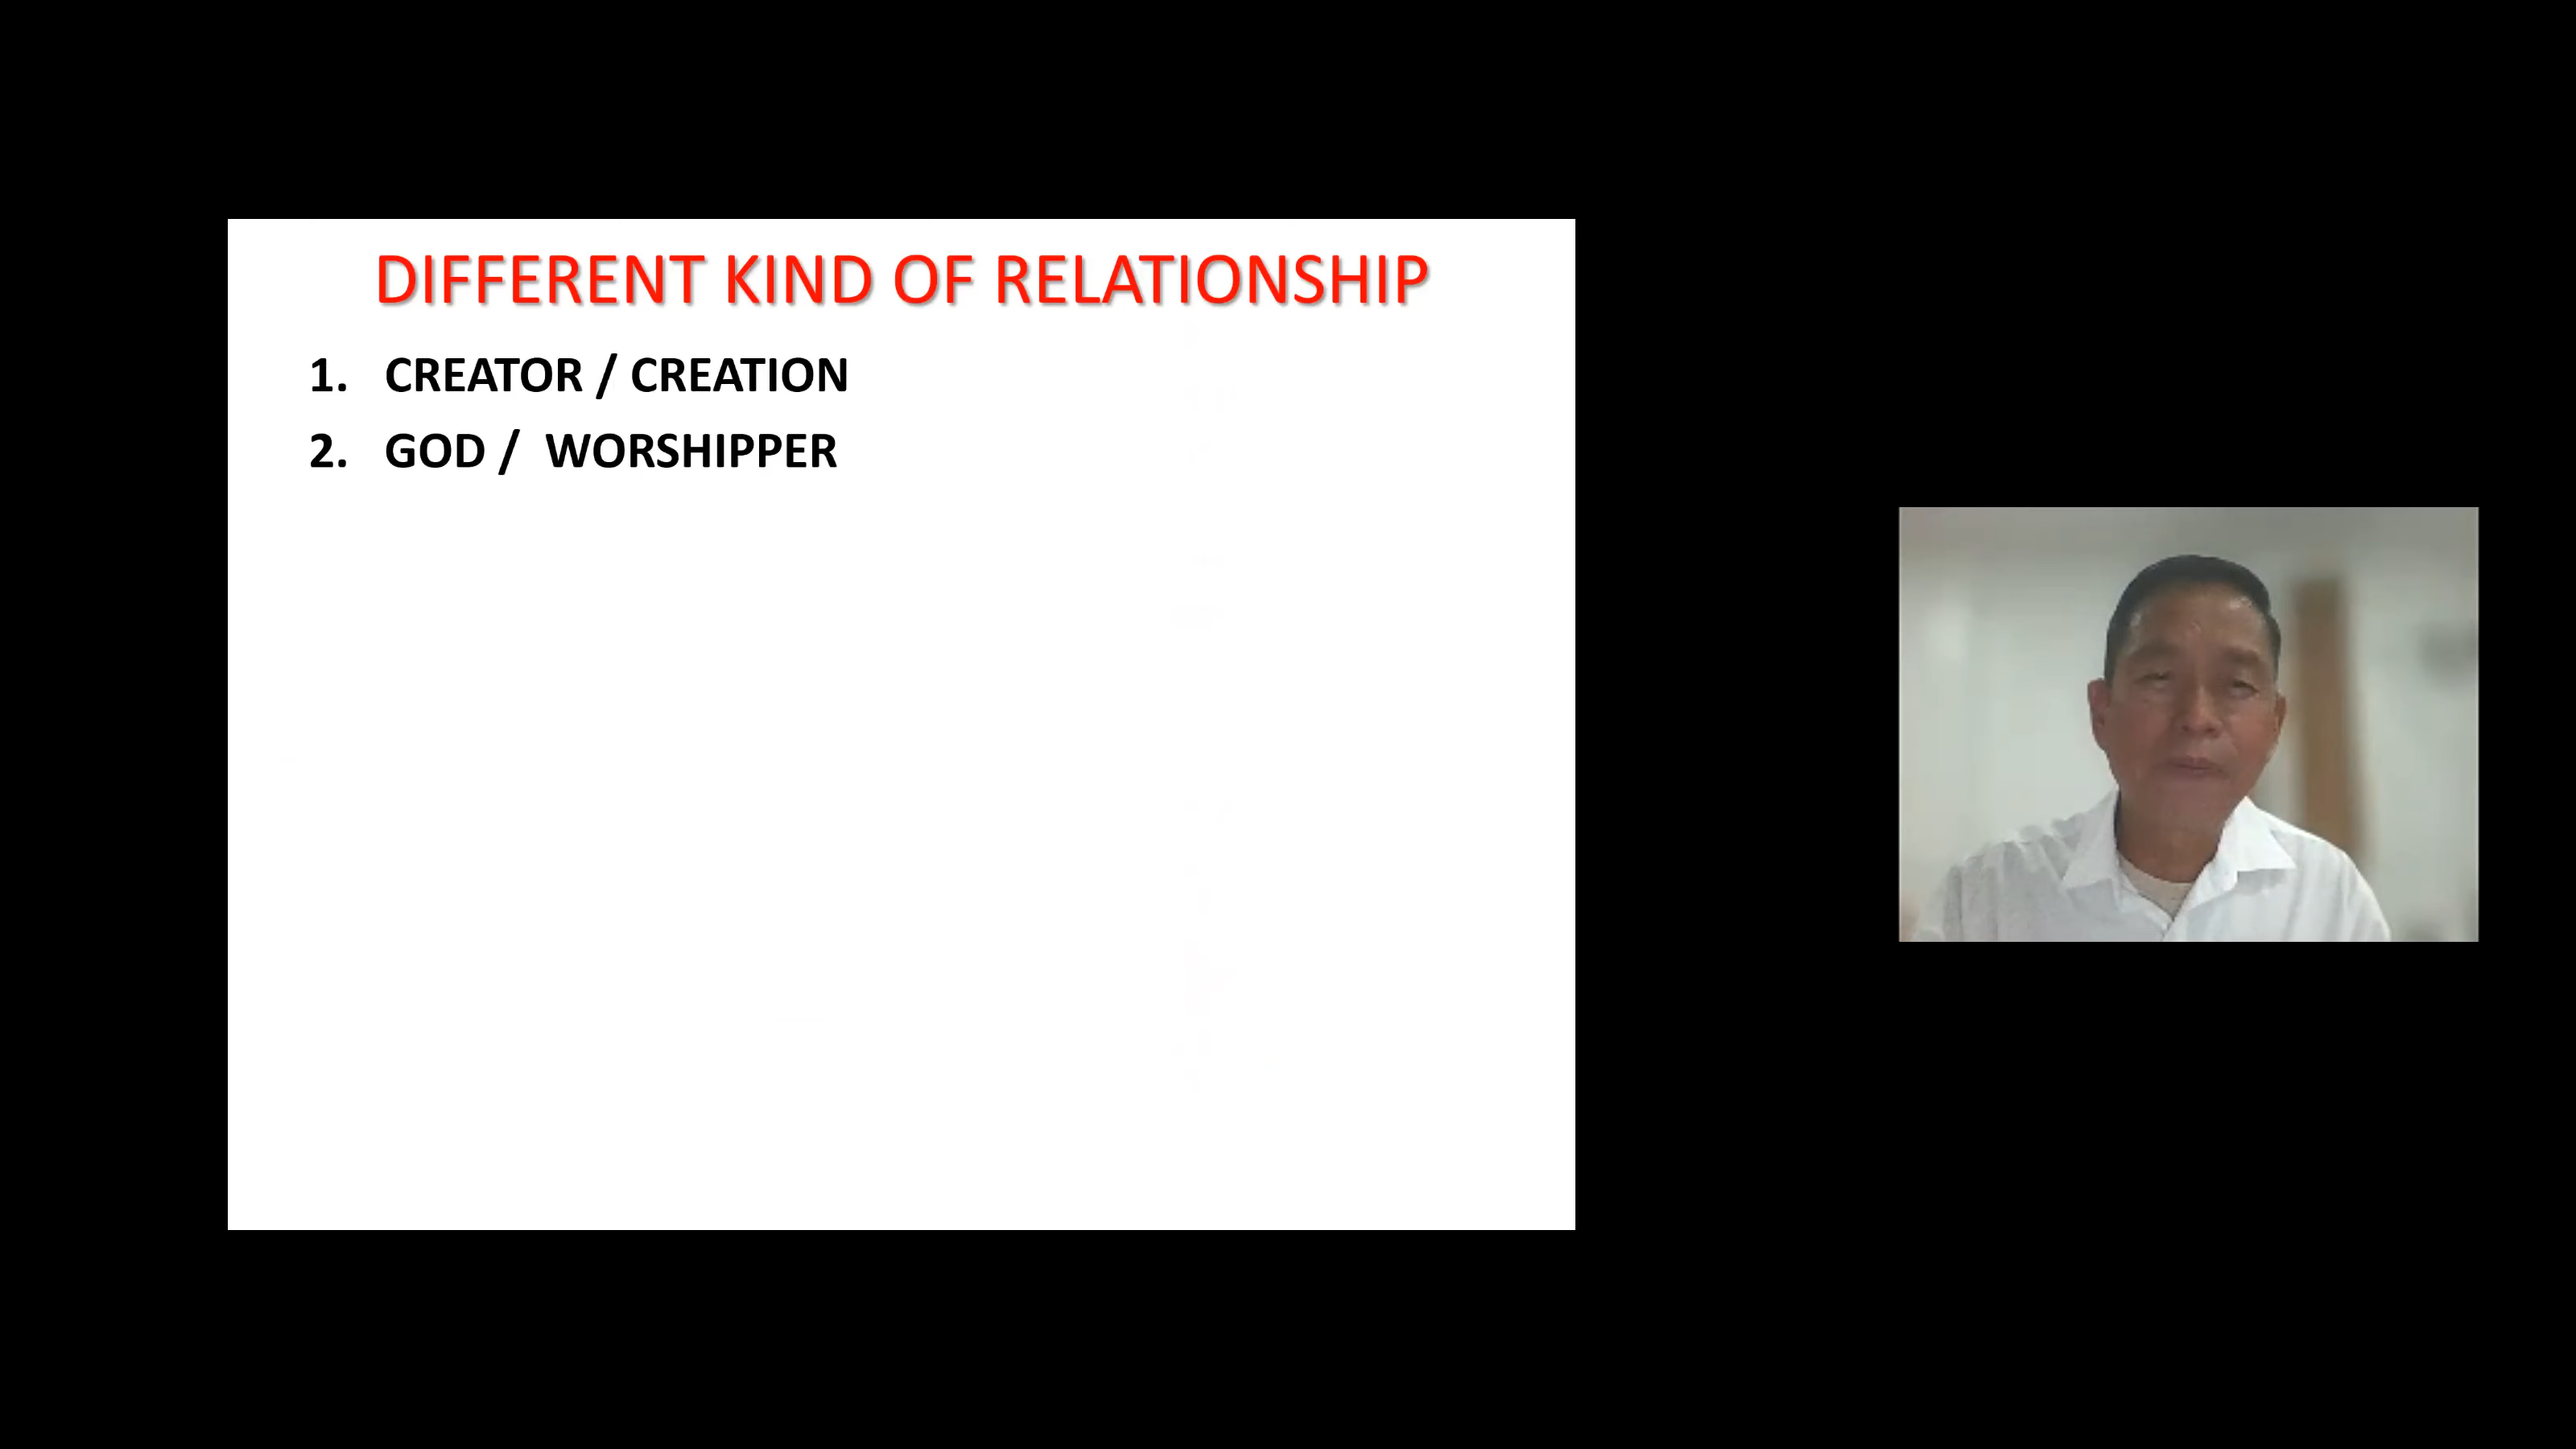 DIFFERENT KIND OF RELATIONSHIP
1. CREATOR / CREATION
2. GOD /  WORSHIPPER